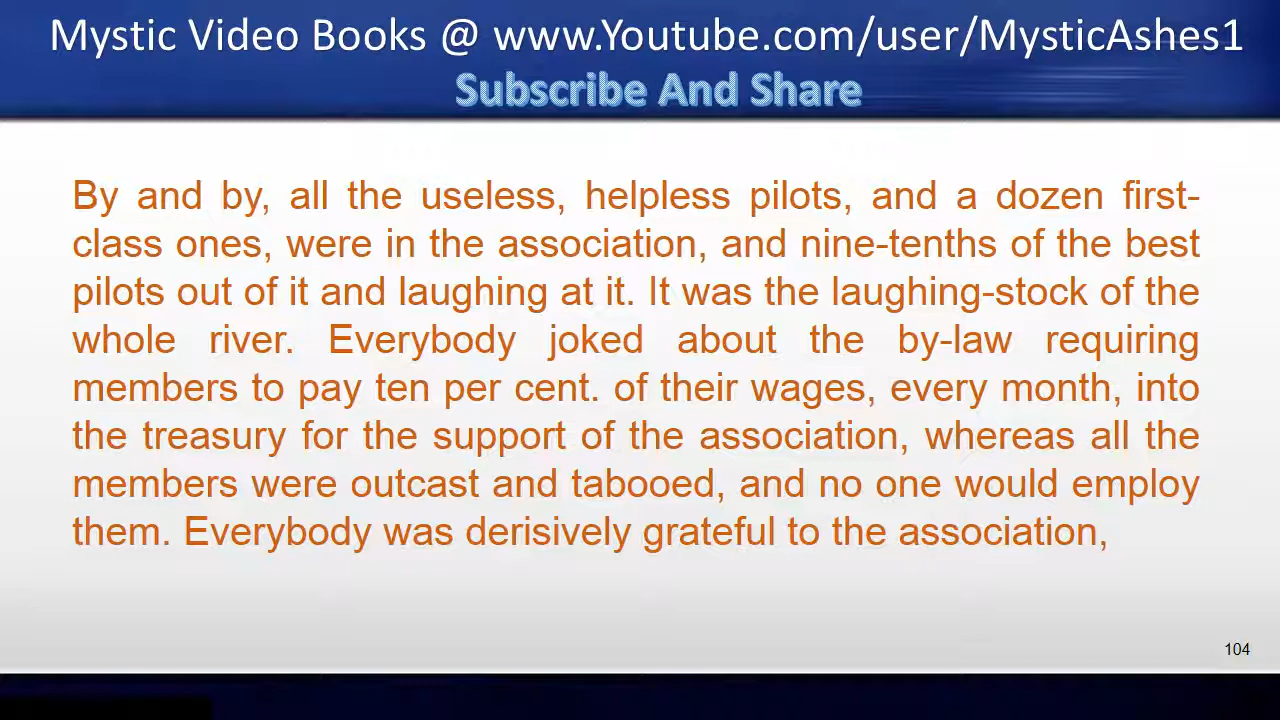 Mystic Video Books @ www.Youtube.com/user/MysticAshes1
Subscribe And Share
By and by, all the useless, helpless pilots, and a dozen first-
class ones, were in the association, and nine-tenths of the best
pilots out of it and laughing at it. It was the laughing-stock of the
whole river. Everybody joked about the by-law requiring
members to pay ten per cent. of their wages, every month, into
the treasury for the support of the association, whereas all the
members were outcast and tabooed, and no one would employ
them. Everybody was derisively grateful to the association,
104